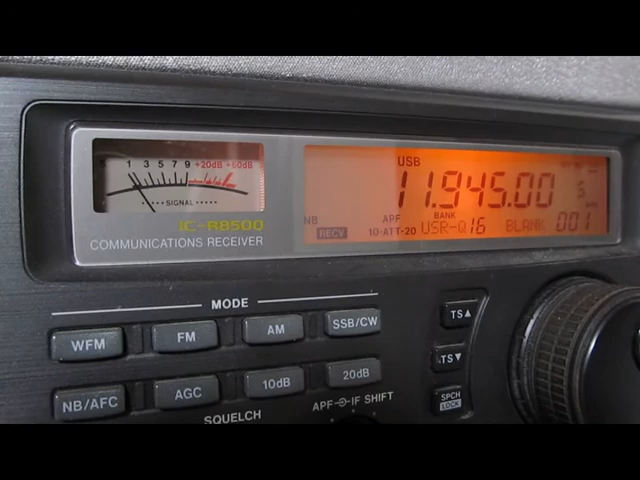 1 3 5 7 9 +20dB +60dB
SIGNAL
IC-R8500
COMMUNICATIONS RECEIVER
USB
11.945.00
NB RECV APF BANK
10-ATT-20 USR-Q16 BLANK 001
MODE
WFM FM AM SSB/CW TS▲
NB/AFC AGC 10dB 20dB TS▼
SPCH
LOCK
SQUELCH APF IF SHIFT